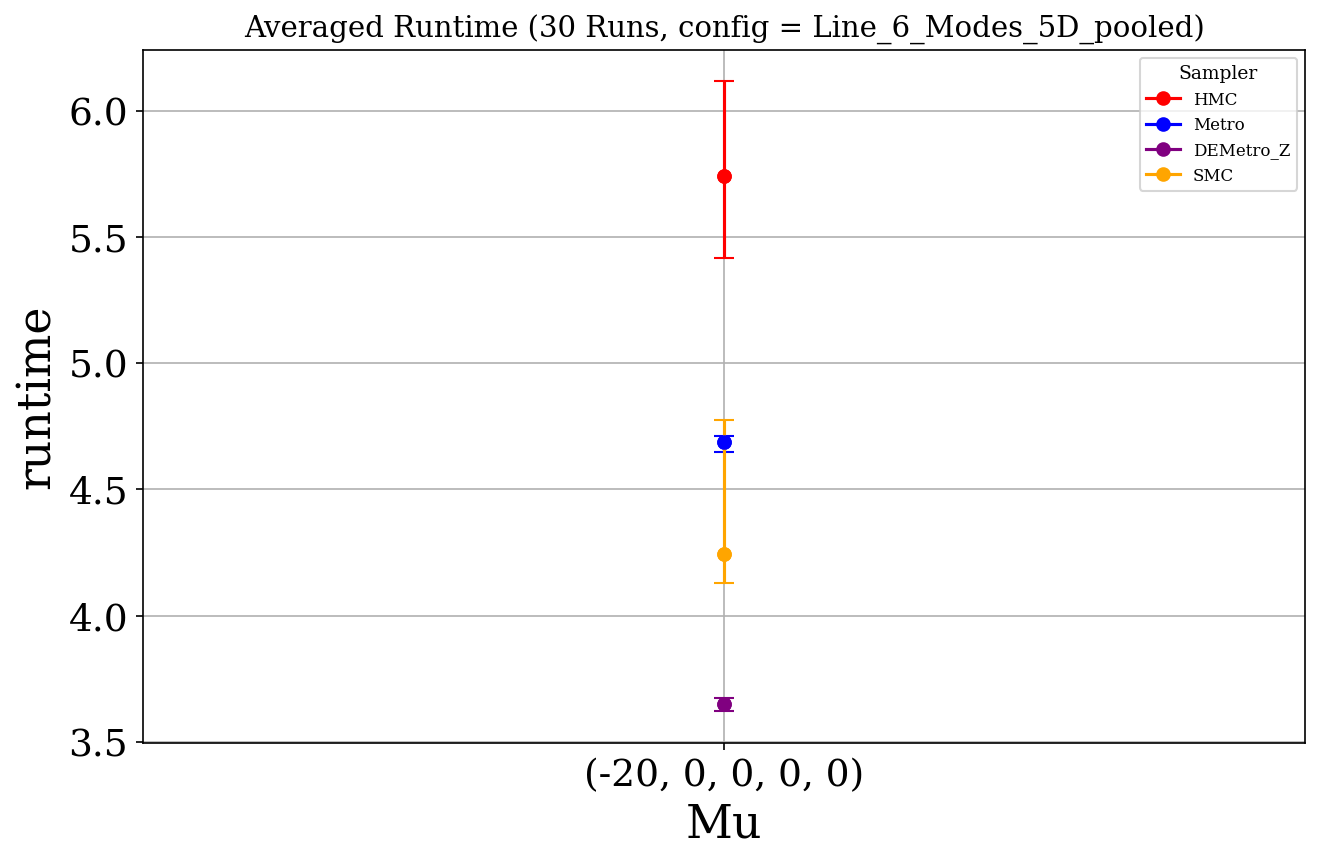 Averaged Runtime (30 Runs, config = Line_6_Modes_5D_pooled)
Sampler
HMC
Metro
DEMetro_Z
SMC
6.0
5.5
5.0
4.5
4.0
3.5
runtime
(-20, 0, 0, 0, 0)
Mu